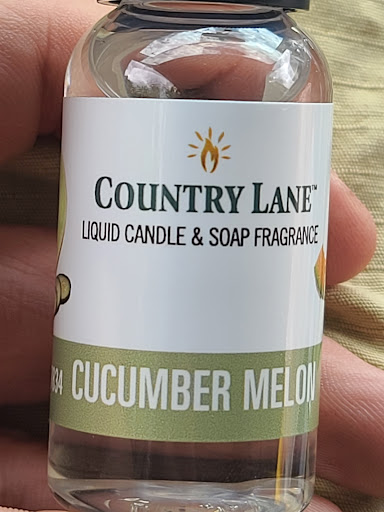 COUNTRY LANE™
LIQUID CANDLE & SOAP FRAGRANCE
CUCUMBER MELON